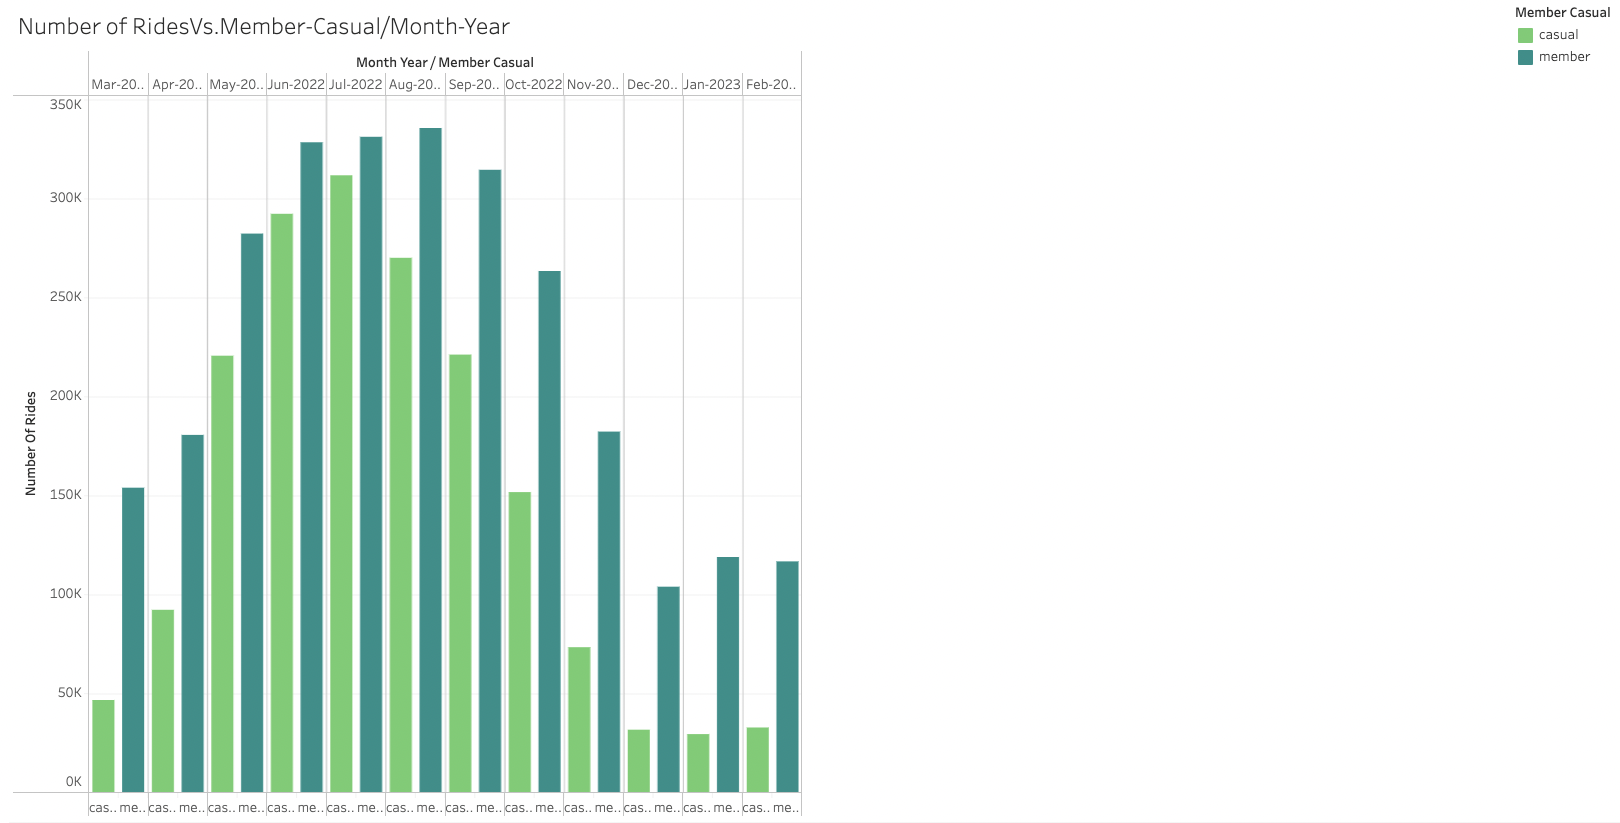 Number of RidesVs.Member-Casual/Month-Year
Member Casual
casual
member
Month Year / Member Casual
Mar-20.. Apr-20.. May-20.. Jun-2022 Jul-2022 Aug-20.. Sep-20.. Oct-2022 Nov-20.. Dec-20.. Jan-2023 Feb-20..
350K
300K
250K
200K
150K
100K
50K
0K
Number Of Rides
cas.. me.. cas.. me.. cas.. me.. cas.. me.. cas.. me.. cas.. me.. cas.. me.. cas.. me.. cas.. me.. cas.. me.. cas.. me.. cas.. me..